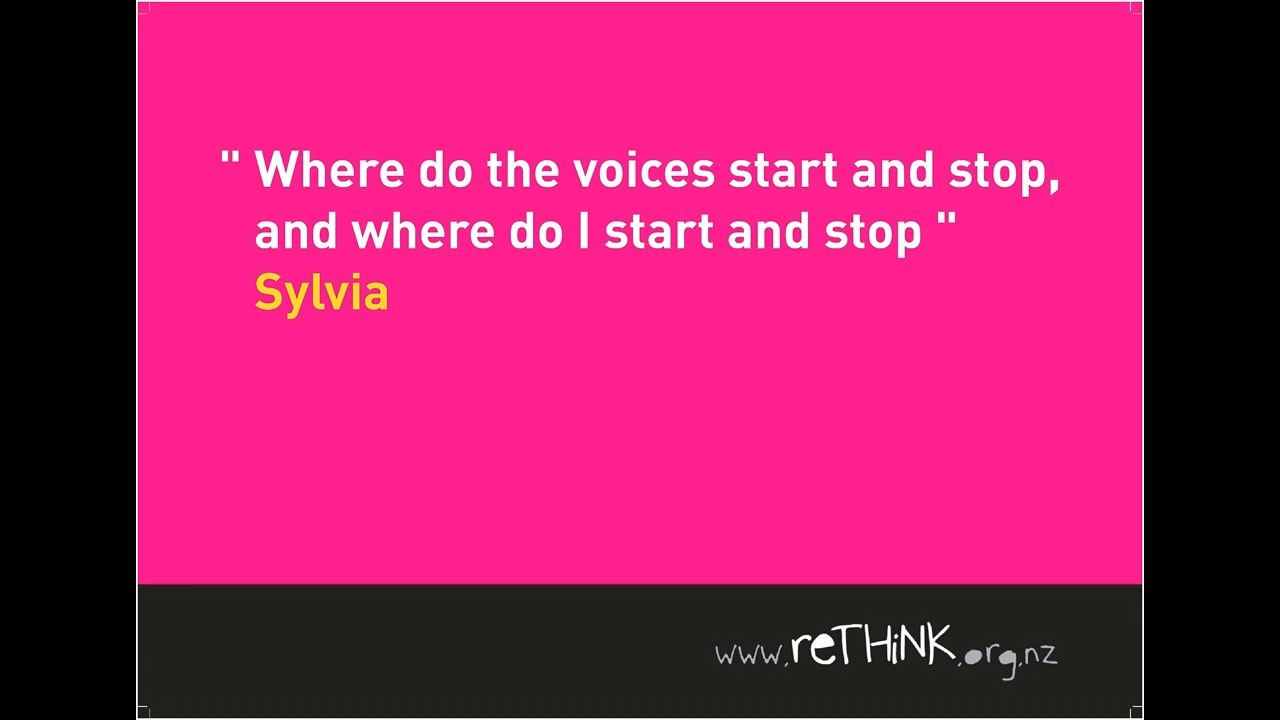 " Where do the voices start and stop,
and where do I start and stop "
Sylvia
www.reTHiNK.org.nz